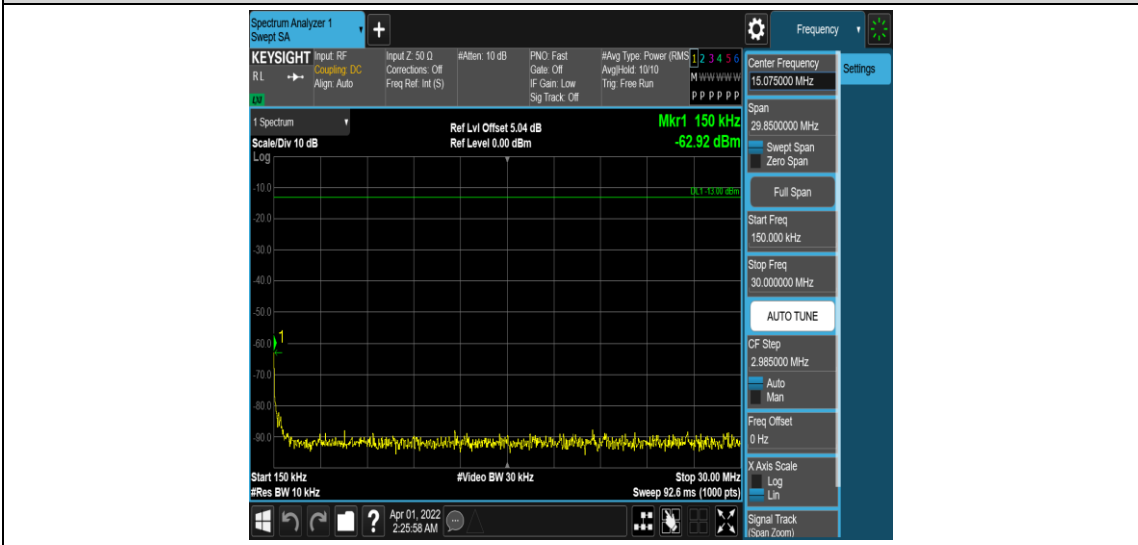 Spectrum Analyzer 1
Swept SA
+
Frequency
KEYSIGHT
RL
LXI
Input: RF
Coupling: DC
Align: Auto
Input Z: 50 Ω
Corrections: Off
Freq Ref: Int (S)
#Atten: 10 dB
PNO: Fast
Gate: Off
IF Gain: Low
Sig Track: Off
#Avg Type: Power (RMS
Avg|Hold: 10/10
Trig: Free Run
1 2 3 4 5 6
M W W W W W
P P P P P P
1 Spectrum
Scale/Div 10 dB
Log
Ref Lvl Offset 5.04 dB
Ref Level 0.00 dBm
Mkr1 150 kHz
-62.92 dBm
DL1 -13.00 dBm
-10.0
-20.0
-30.0
-40.0
-50.0
-60.0
-70.0
-80.0
-90.0
1
Start 150 kHz
#Res BW 10 kHz
#Video BW 30 kHz
Stop 30.00 MHz
Sweep 92.6 ms (1000 pts)
Center Frequency
15.075000 MHz
Settings
Span
29.8500000 MHz
Swept Span
Zero Span
Full Span
Start Freq
150.000 kHz
Stop Freq
30.000000 MHz
AUTO TUNE
CF Step
2.985000 MHz
Auto
Man
Freq Offset
0 Hz
X Axis Scale
Log
Lin
Signal Track
(Span Zoom)
?
Apr 01, 2022
2:25:58 AM